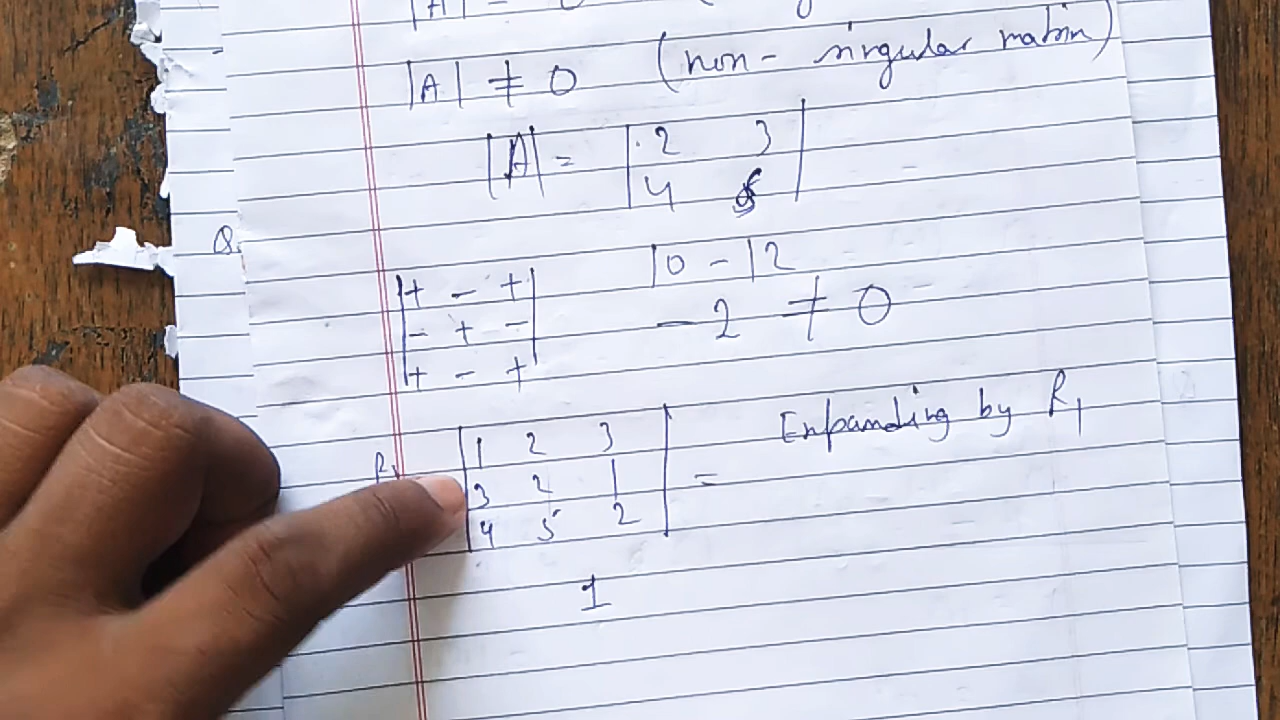 |A| =
|A| ≠ 0 (non- singular matrix)
|A| = | 2 3 |
| 4 5 |
Q.
10 - 12
- 2 ≠ 0
| + - + |
| - + - |
| + - + |
Expanding by R1
R1
| 1 2 3 |
| 3 2 1 | =
| 4 5 2 |
1